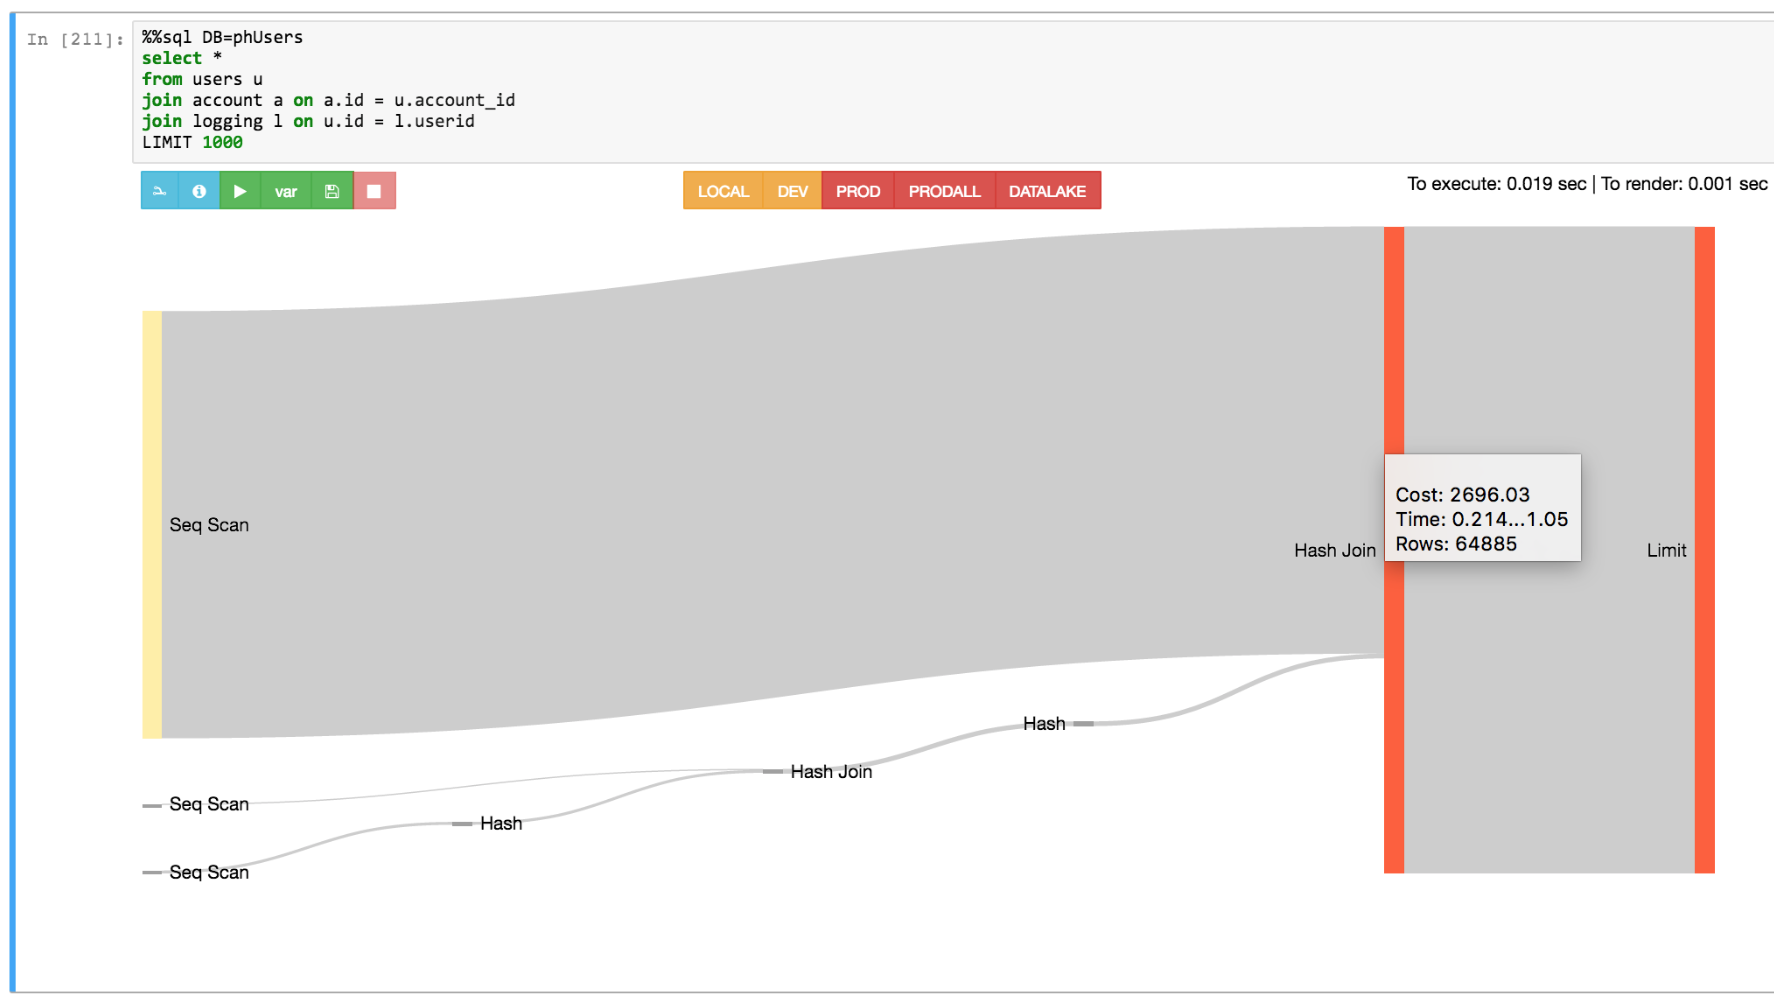 In [211]:
%%sql DB=phUsers
select *
from users u
join account a on a.id = u.account_id
join logging l on u.id = l.userid
LIMIT 1000
var
LOCAL DEV PROD PRODALL DATALAKE
To execute: 0.019 sec | To render: 0.001 sec
Seq Scan
Cost: 2696.03
Time: 0.214...1.05
Rows: 64885
Hash Join
Limit
Hash
Hash Join
Seq Scan
Hash
Seq Scan